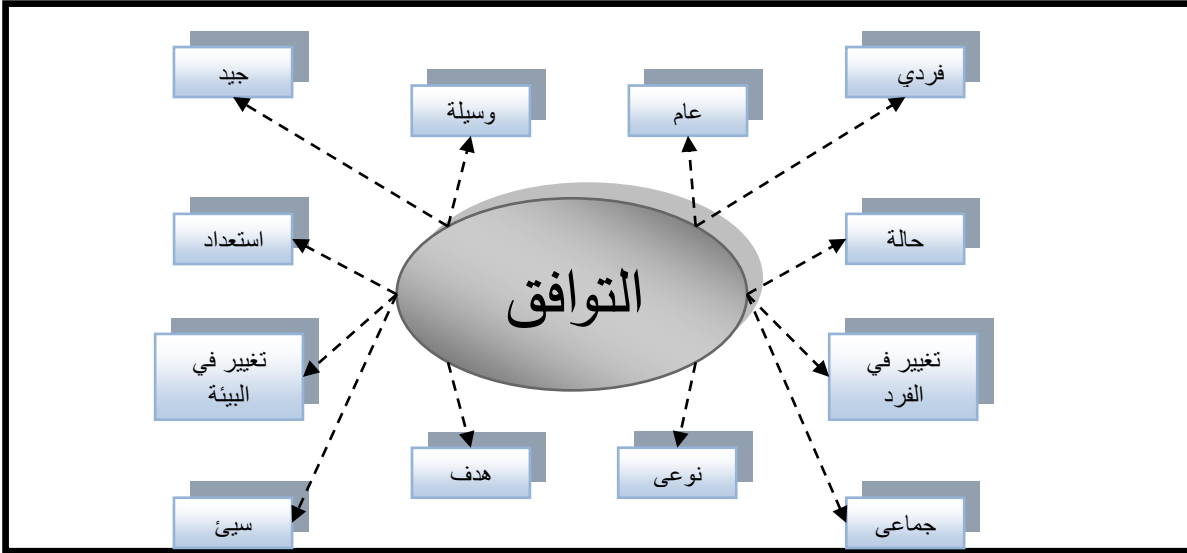 فردي
جيد
عام
وسيلة
حالة
استعداد
التوافق
تغيير في
الفرد
تغيير في
البيئة
نوعى
هدف
جماعى
سيئ